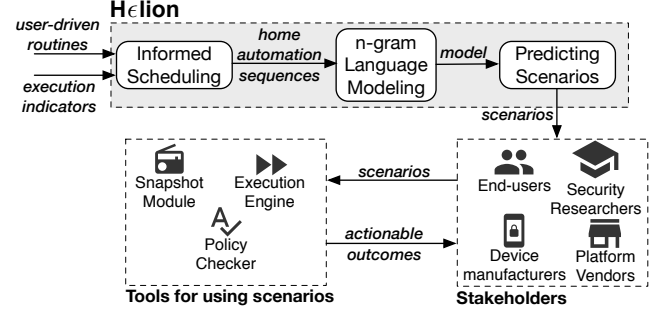 Hϵlion
user-driven
routines
execution
indicators
Informed
Scheduling
home
automation
sequences
n-gram
Language
Modeling
model
Predicting
Scenarios
scenarios
Snapshot
Module
Execution
Engine
Policy
Checker
Tools for using scenarios
scenarios
actionable
outcomes
End-users
Security
Researchers
Device
manufacturers
Platform
Vendors
Stakeholders